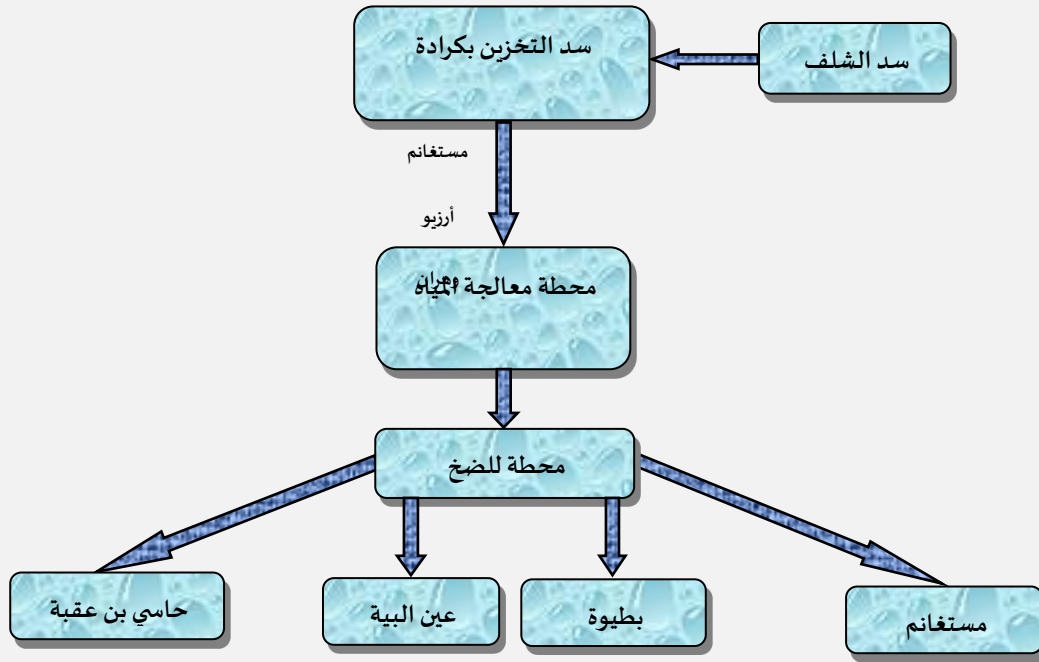 سد الشلف
سد التخزين بكرادة
مستغانم
أرزيو
وهران
محطة معالجة المياه
محطة للضخ
مستغانم
بطيوة
عين البية
حاسي بن عقبة